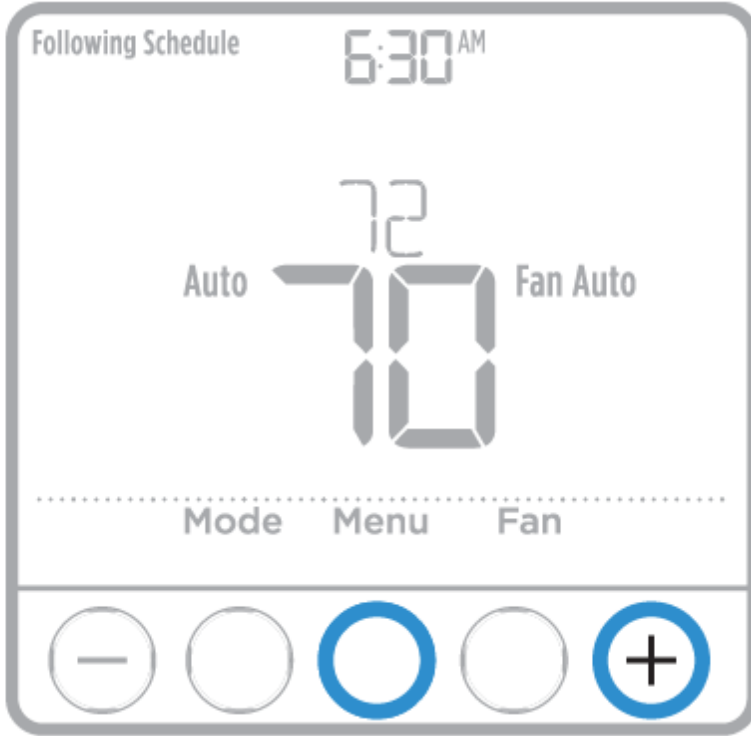 Following Schedule 6:30 AM
72
Auto 70 Fan Auto
Mode Menu Fan
− +